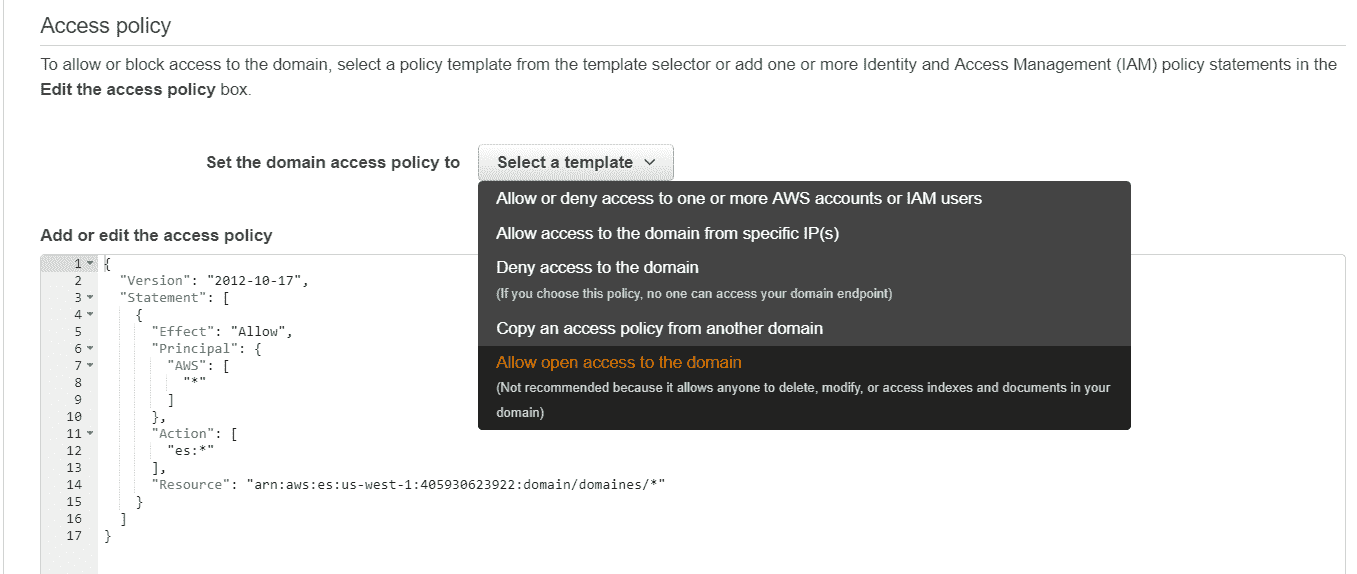 Access policy
To allow or block access to the domain, select a policy template from the template selector or add one or more Identity and Access Management (IAM) policy statements in the
Edit the access policy box.
Set the domain access policy to
Select a template
Allow or deny access to one or more AWS accounts or IAM users
Allow access to the domain from specific IP(s)
Deny access to the domain
(If you choose this policy, no one can access your domain endpoint)
Copy an access policy from another domain
Allow open access to the domain
(Not recommended because it allows anyone to delete, modify, or access indexes and documents in your
domain)
Add or edit the access policy
1 {
2 "Version": "2012-10-17",
3 "Statement": [
4 {
5 "Effect": "Allow",
6 "Principal": {
7 "AWS": [
8 "*"
9 ]
10 },
11 "Action": [
12 "es:*"
13 ],
14 "Resource": "arn:aws:es:us-west-1:405930623922:domain/domaines/*"
15 }
16 ]
17 }